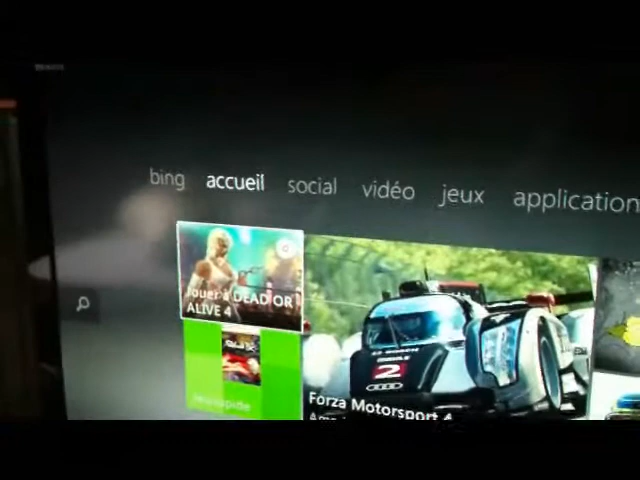 bing accueil social vidéo jeux application
Jouer à DEAD OR
ALIVE 4
2
Forza Motorsport 4